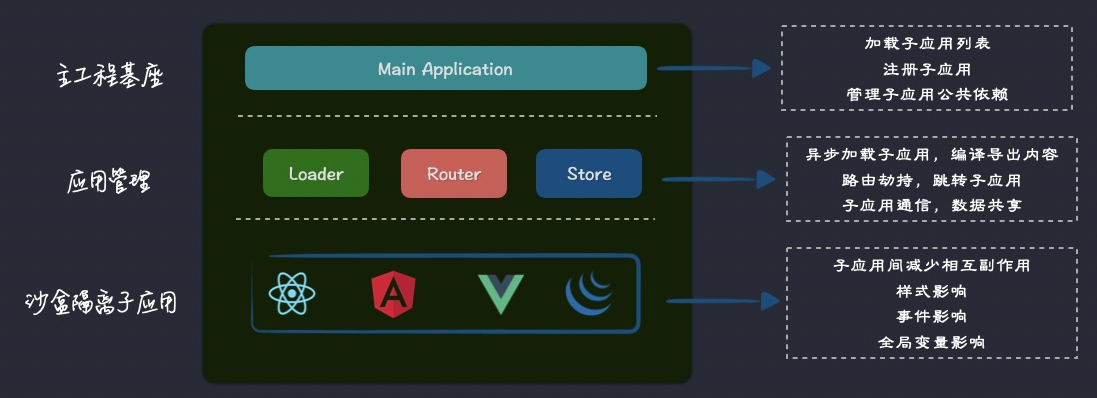 主工程基座
Main Application
加载子应用列表
注册子应用
管理子应用公共依赖
应用管理
Loader
Router
Store
异步加载子应用，编译导出内容
路由劫持，跳转子应用
子应用通信，数据共享
沙盒隔离子应用
A
子应用间减少相互副作用
样式影响
事件影响
全局变量影响